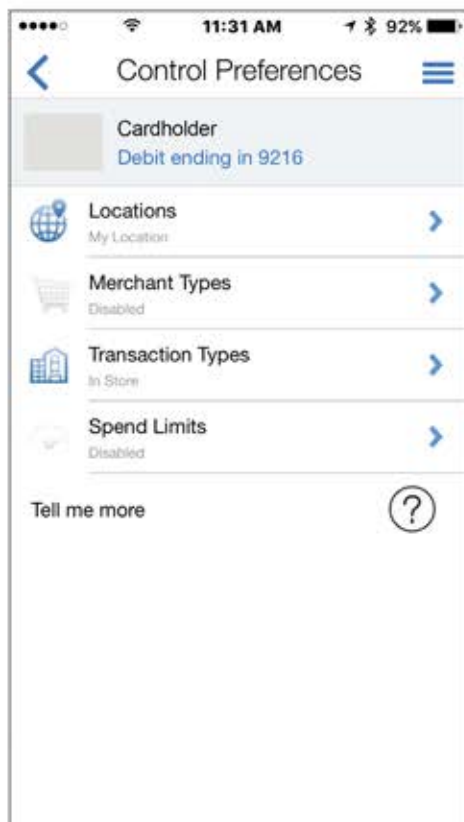 11:31 AM 92%
Control Preferences
Cardholder
Debit ending in 9216
Locations
My Location
Merchant Types
Disabled
Transaction Types
In Store
Spend Limits
Disabled
Tell me more ?